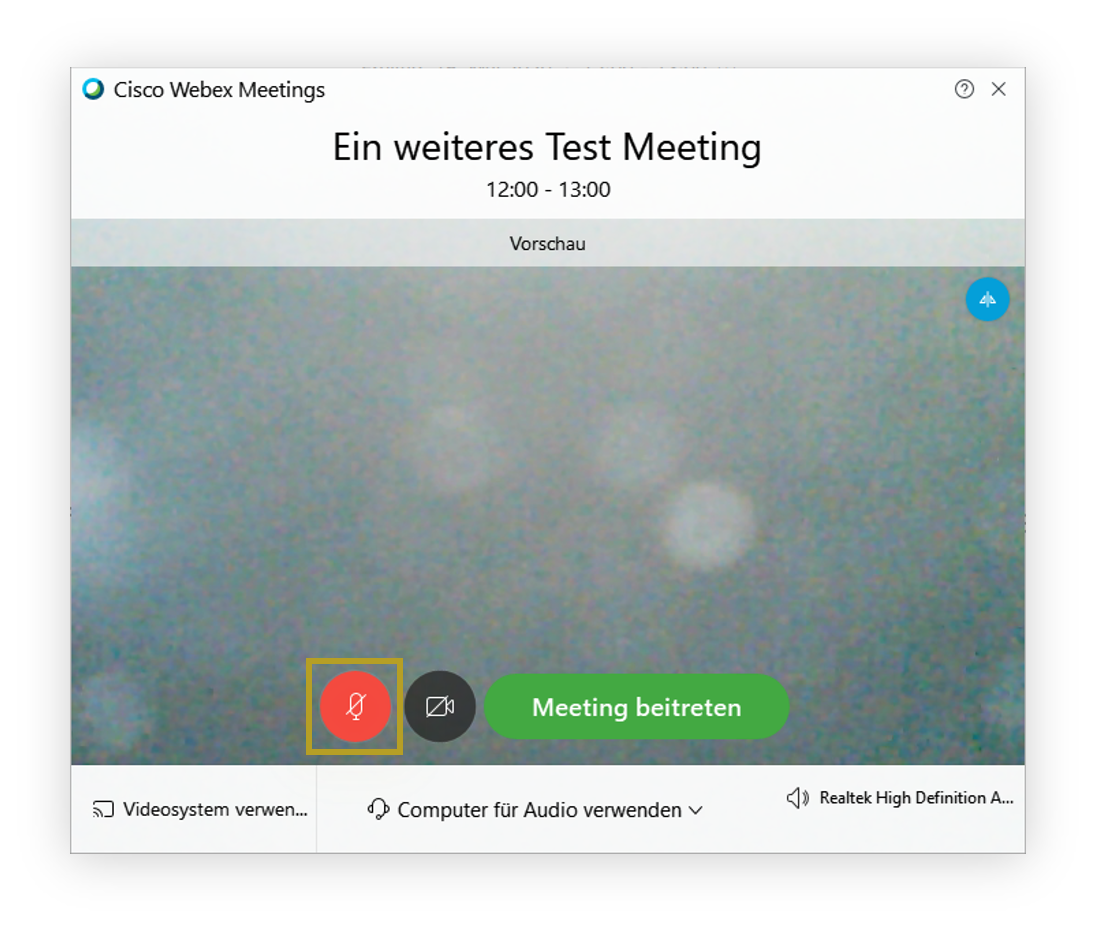 Cisco Webex Meetings
Ein weiteres Test Meeting
12:00 - 13:00
Vorschau
Meeting beitreten
Videosystem verwen...
Computer für Audio verwenden
Realtek High Definition A...